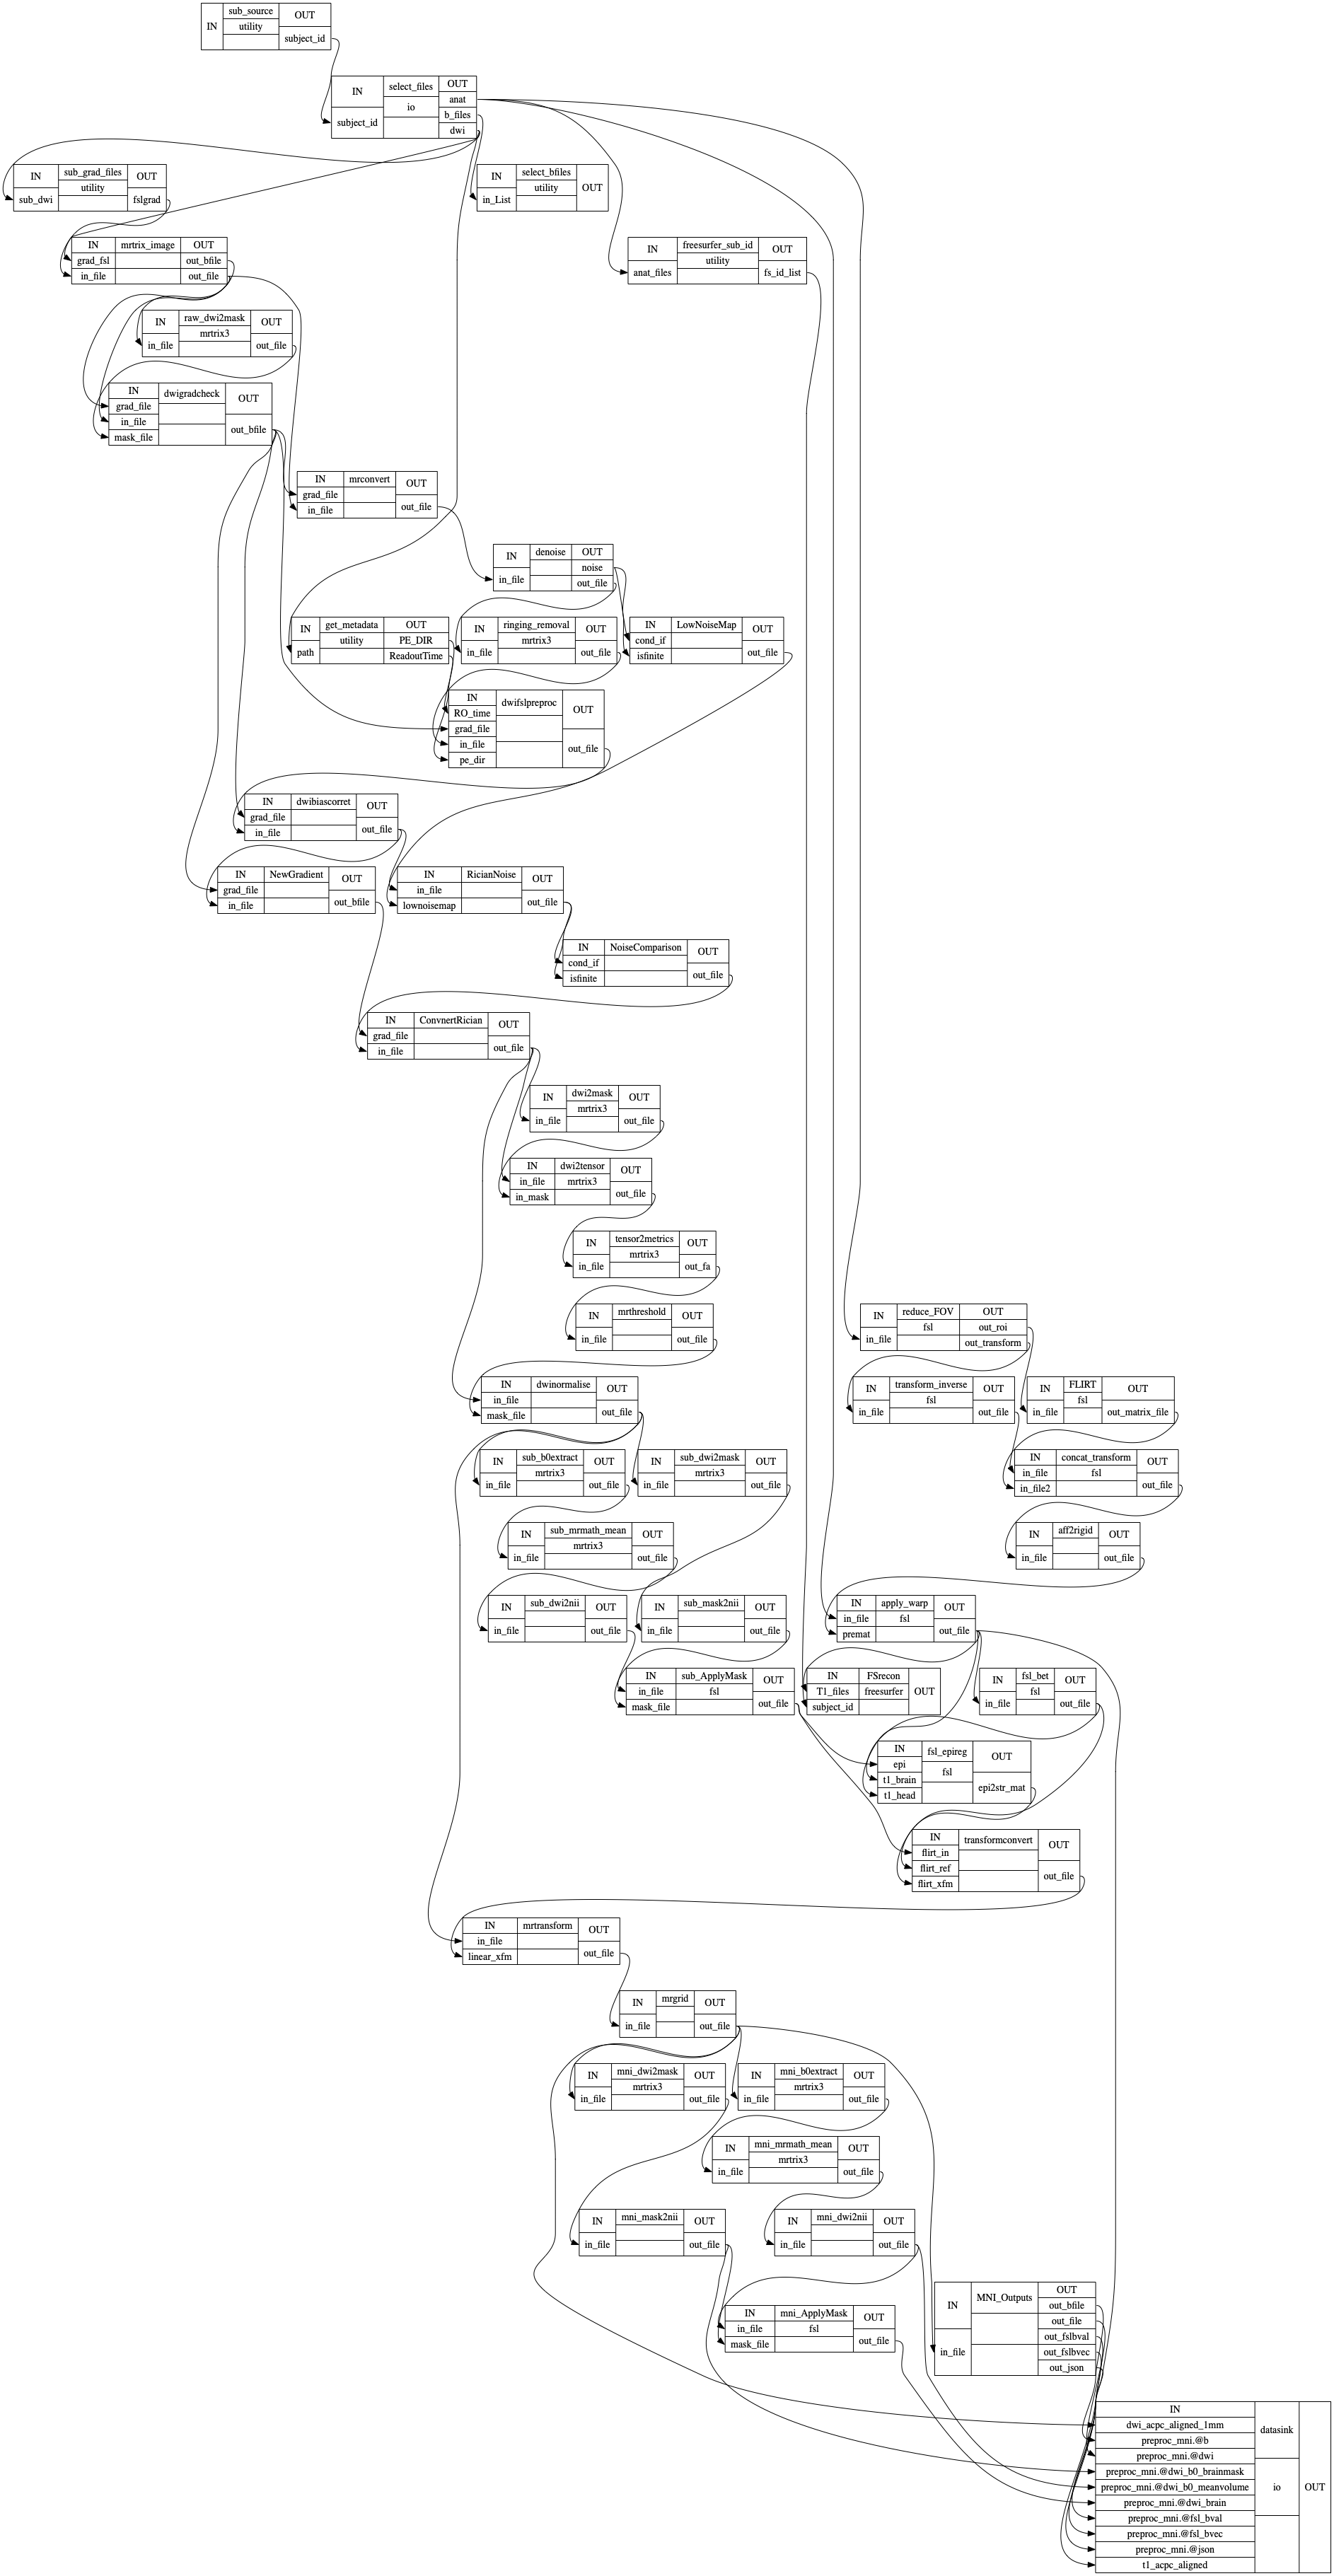 IN
sub_source
utility
OUT
subject_id
IN
subject_id
select_files
io
OUT
anat
b_files
dwi
IN
sub_dwi
sub_grad_files
utility
OUT
fslgrad
IN
in_List
select_bfiles
utility
OUT
IN
grad_fsl
in_file
mrtrix_image
OUT
out_bfile
out_file
IN
anat_files
freesurfer_sub_id
utility
OUT
fs_id_list
IN
in_file
raw_dwi2mask
mrtrix3
OUT
out_file
IN
grad_file
in_file
mask_file
dwigradcheck
OUT
out_bfile
IN
grad_file
in_file
mrconvert
OUT
out_file
IN
in_file
denoise
OUT
noise
out_file
IN
path
get_metadata
utility
OUT
PE_DIR
ReadoutTime
IN
in_file
ringing_removal
mrtrix3
OUT
out_file
IN
cond_if
isfinite
LowNoiseMap
OUT
out_file
IN
RO_time
grad_file
in_file
pe_dir
dwifslpreproc
OUT
out_file
IN
grad_file
in_file
dwibiascorret
OUT
out_file
IN
grad_file
in_file
NewGradient
OUT
out_bfile
IN
in_file
lownoisemap
RicianNoise
OUT
out_file
IN
cond_if
isfinite
NoiseComparison
OUT
out_file
IN
grad_file
in_file
ConvnertRician
OUT
out_file
IN
in_file
dwi2mask
mrtrix3
OUT
out_file
IN
in_file
in_mask
dwi2tensor
mrtrix3
OUT
out_file
IN
in_file
tensor2metrics
mrtrix3
OUT
out_fa
IN
in_file
mrthreshold
OUT
out_file
IN
in_file
reduce_FOV
fsl
OUT
out_roi
out_transform
IN
in_file
mask_file
dwinormalise
OUT
out_file
IN
in_file
transform_inverse
fsl
OUT
out_file
IN
in_file
FLIRT
fsl
OUT
out_matrix_file
IN
in_file
sub_b0extract
mrtrix3
OUT
out_file
IN
in_file
sub_dwi2mask
mrtrix3
OUT
out_file
IN
in_file
in_file2
concat_transform
fsl
OUT
out_file
IN
in_file
sub_mrmath_mean
mrtrix3
OUT
out_file
IN
in_file
aff2rigid
OUT
out_file
IN
in_file
sub_dwi2nii
OUT
out_file
IN
in_file
sub_mask2nii
OUT
out_file
IN
in_file
premat
apply_warp
fsl
OUT
out_file
IN
in_file
mask_file
sub_ApplyMask
fsl
OUT
out_file
IN
T1_files
subject_id
FSrecon
freesurfer
OUT
IN
in_file
fsl_bet
fsl
OUT
out_file
IN
epi
t1_brain
t1_head
fsl_epireg
fsl
OUT
epi2str_mat
IN
flirt_in
flirt_ref
flirt_xfm
transformconvert
OUT
out_file
IN
in_file
linear_xfm
mrtransform
OUT
out_file
IN
in_file
mrgrid
OUT
out_file
IN
in_file
mni_dwi2mask
mrtrix3
OUT
out_file
IN
in_file
mni_b0extract
mrtrix3
OUT
out_file
IN
in_file
mni_mrmath_mean
mrtrix3
OUT
out_file
IN
in_file
mni_mask2nii
OUT
out_file
IN
in_file
mni_dwi2nii
OUT
out_file
IN
in_file
mask_file
mni_ApplyMask
fsl
OUT
out_file
IN
in_file
MNI_Outputs
OUT
out_bfile
out_file
out_fslbval
out_fslbvec
out_json
IN
dwi_acpc_aligned_1mm
preproc_mni.@b
preproc_mni.@dwi
preproc_mni.@dwi_b0_brainmask
preproc_mni.@dwi_b0_meanvolume
preproc_mni.@dwi_brain
preproc_mni.@fsl_bval
preproc_mni.@fsl_bvec
preproc_mni.@json
t1_acpc_aligned
datasink
io
OUT